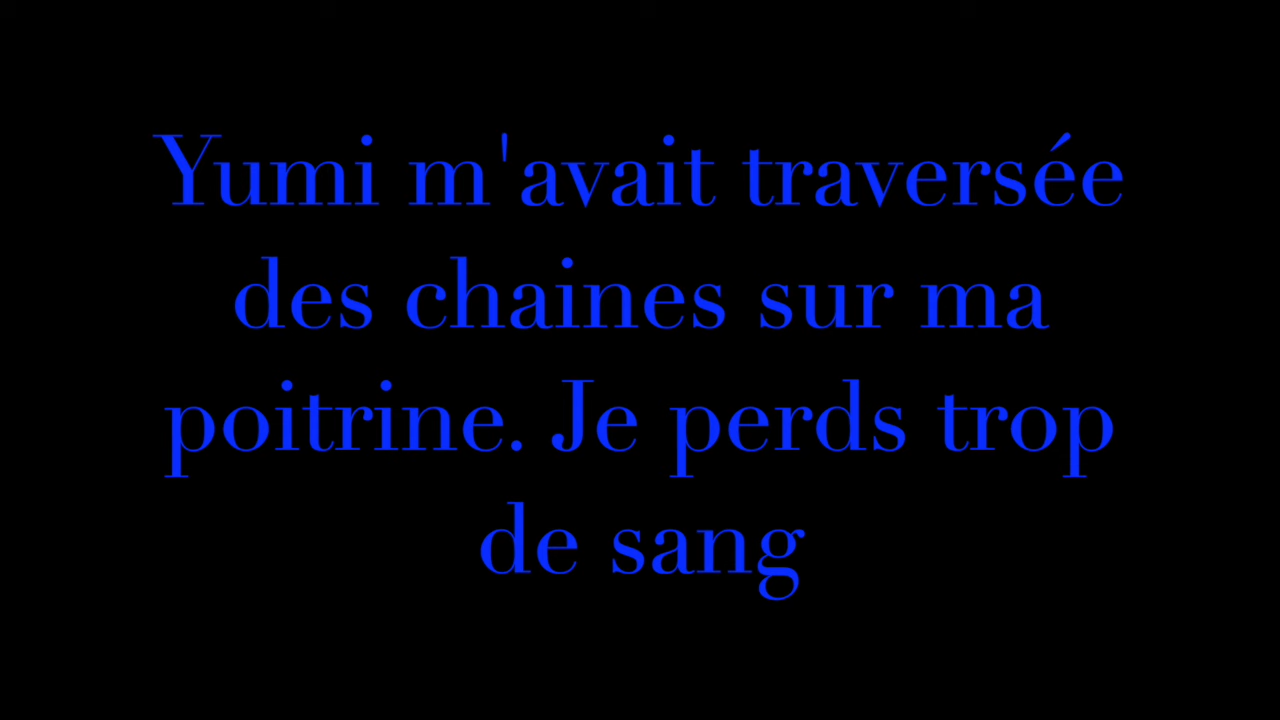 Yumi m'avait traversée
des chaines sur ma
poitrine. Je perds trop
de sang